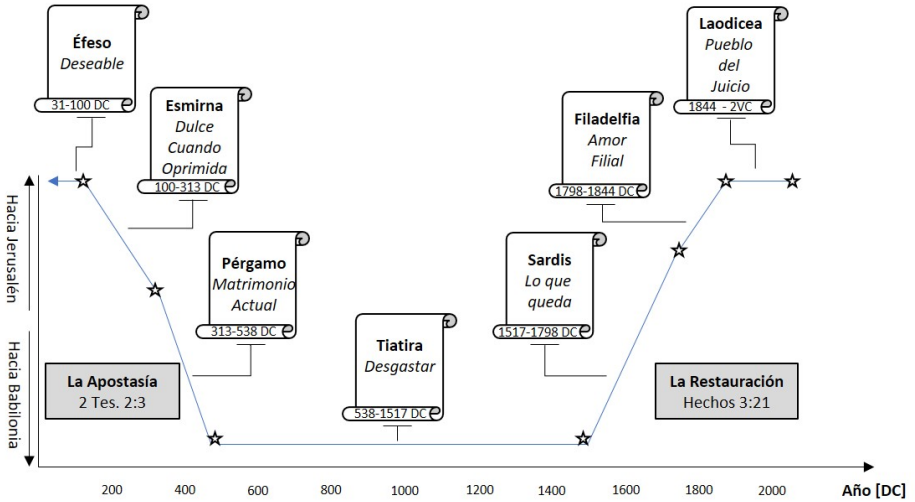 Éfeso
Deseable
31-100 DC
Esmirna
Dulce
Cuando
Oprimida
100-313 DC
Pérgamo
Matrimonio
Actual
313-538 DC
Tiatira
Desgastar
538-1517 DC
Sardis
Lo que
queda
1517-1798 DC
Filadelfia
Amor
Filial
1798-1844 DC
Laodicea
Pueblo
del
Juicio
1844 - 2VC
Hacia Jerusalén
Hacia Babilonia
La Apostasía
2 Tes. 2:3
La Restauración
Hechos 3:21
200 400 600 800 1000 1200 1400 1600 1800 2000 Año [DC]